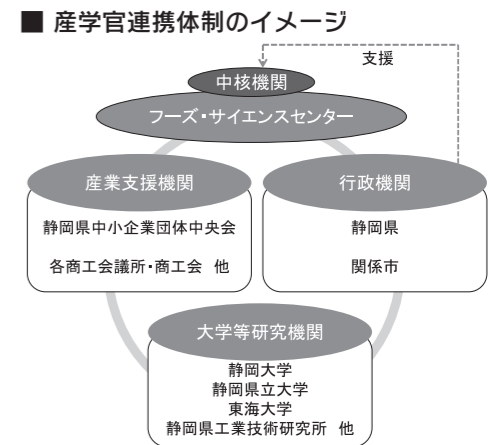 ■ 産学官連携体制のイメージ
支援
中核機関
フーズ・サイエンスセンター
産業支援機関
静岡県中小企業団体中央会
各商工会議所・商工会 他
行政機関
静岡県
関係市
大学等研究機関
静岡大学
静岡県立大学
東海大学
静岡県工業技術研究所 他